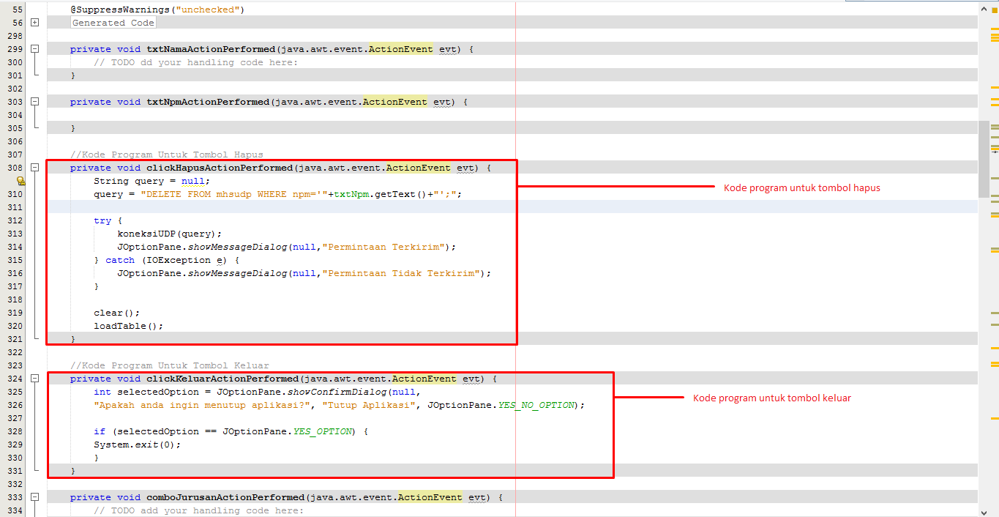 55 @SuppressWarnings("unchecked")
56 Generated Code
298
299 private void txtNamaActionPerformed(java.awt.event.ActionEvent evt) {
300 // TODO dd your handling code here:
301 }
302
303 private void txtNpmActionPerformed(java.awt.event.ActionEvent evt) {
304
305 }
306
307 //Kode Program Untuk Tombol Hapus
308 private void clickHapusActionPerformed(java.awt.event.ActionEvent evt) {
String query = null;
Kode program untuk tombol hapus
310 query = "DELETE FROM mhsudp WHERE npm='"+txtNpm.getText()+"';";
311
312 try {
313 koneksiUDP(query);
314 JOptionPane.showMessageDialog(null,"Permintaan Terkirim");
315 } catch (IOException e) {
316 JOptionPane.showMessageDialog(null,"Permintaan Tidak Terkirim");
317 }
318
319 clear();
320 loadTable();
321 }
322
323 //Kode Program Untuk Tombol Keluar
324 private void clickKeluarActionPerformed(java.awt.event.ActionEvent evt) {
325 int selectedOption = JOptionPane.showConfirmDialog(null,
Kode program untuk tombol keluar
326 "Apakah anda ingin menutup aplikasi?", "Tutup Aplikasi", JOptionPane.YES_NO_OPTION);
327
328 if (selectedOption == JOptionPane.YES_OPTION) {
329 System.exit(0);
330 }
331 }
332
333 private void comboJurusanActionPerformed(java.awt.event.ActionEvent evt) {
334 // TODO add your handling code here: